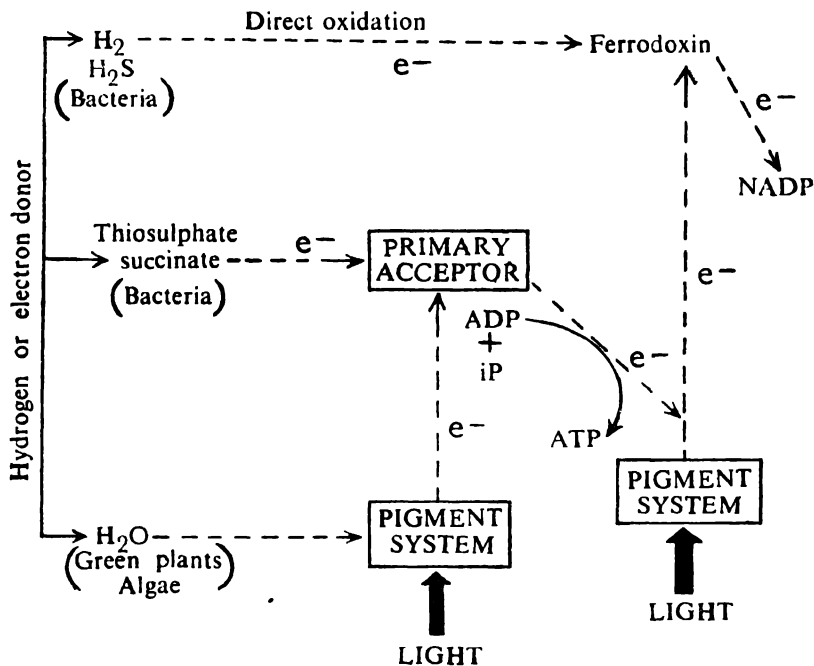 Direct oxidation
H₂
e-
Ferrodoxin
H₂S
(Bacteria)
e-
NADP
Hydrogen or electron donor
Thiosulphate
succinate
(Bacteria)
e-
PRIMARY
ACCEPTOR
e-
ADP
+
iP
e-
ATP
e-
PIGMENT
SYSTEM
LIGHT
H₂O
(Green plants
Algae)
PIGMENT
SYSTEM
LIGHT